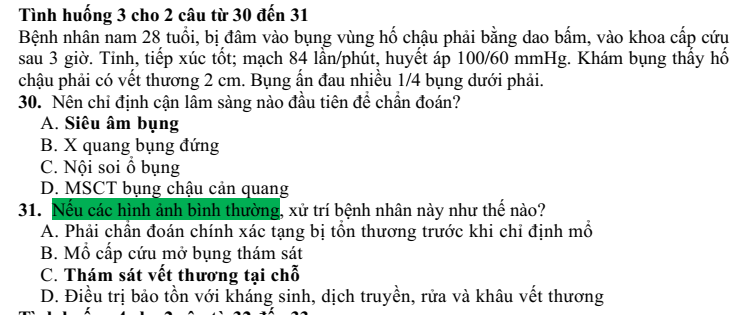 Tình huống 3 cho 2 câu từ 30 đến 31
Bệnh nhân nam 28 tuổi, bị đâm vào bụng vùng hố chậu phải bằng dao bấm, vào khoa cấp cứu
sau 3 giờ. Tỉnh, tiếp xúc tốt; mạch 84 lần/phút, huyết áp 100/60 mmHg. Khám bụng thấy hố
chậu phải có vết thương 2 cm. Bụng ấn đau nhiều 1/4 bụng dưới phải.
30. Nên chỉ định cận lâm sàng nào đầu tiên để chẩn đoán?
A. Siêu âm bụng
B. X quang bụng đứng
C. Nội soi ổ bụng
D. MSCT bụng chậu cản quang
31. Nếu các hình ảnh bình thường, xử trí bệnh nhân này như thế nào?
A. Phải chẩn đoán chính xác tạng bị tổn thương trước khi chỉ định mổ
B. Mổ cấp cứu mở bụng thám sát
C. Thám sát vết thương tại chỗ
D. Điều trị bảo tồn với kháng sinh, dịch truyền, rửa và khâu vết thương